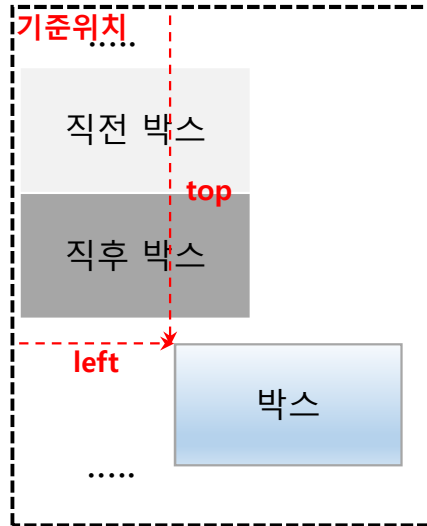 기준위치
.....
직전 박스
top
직후 박스
left
박스
.....